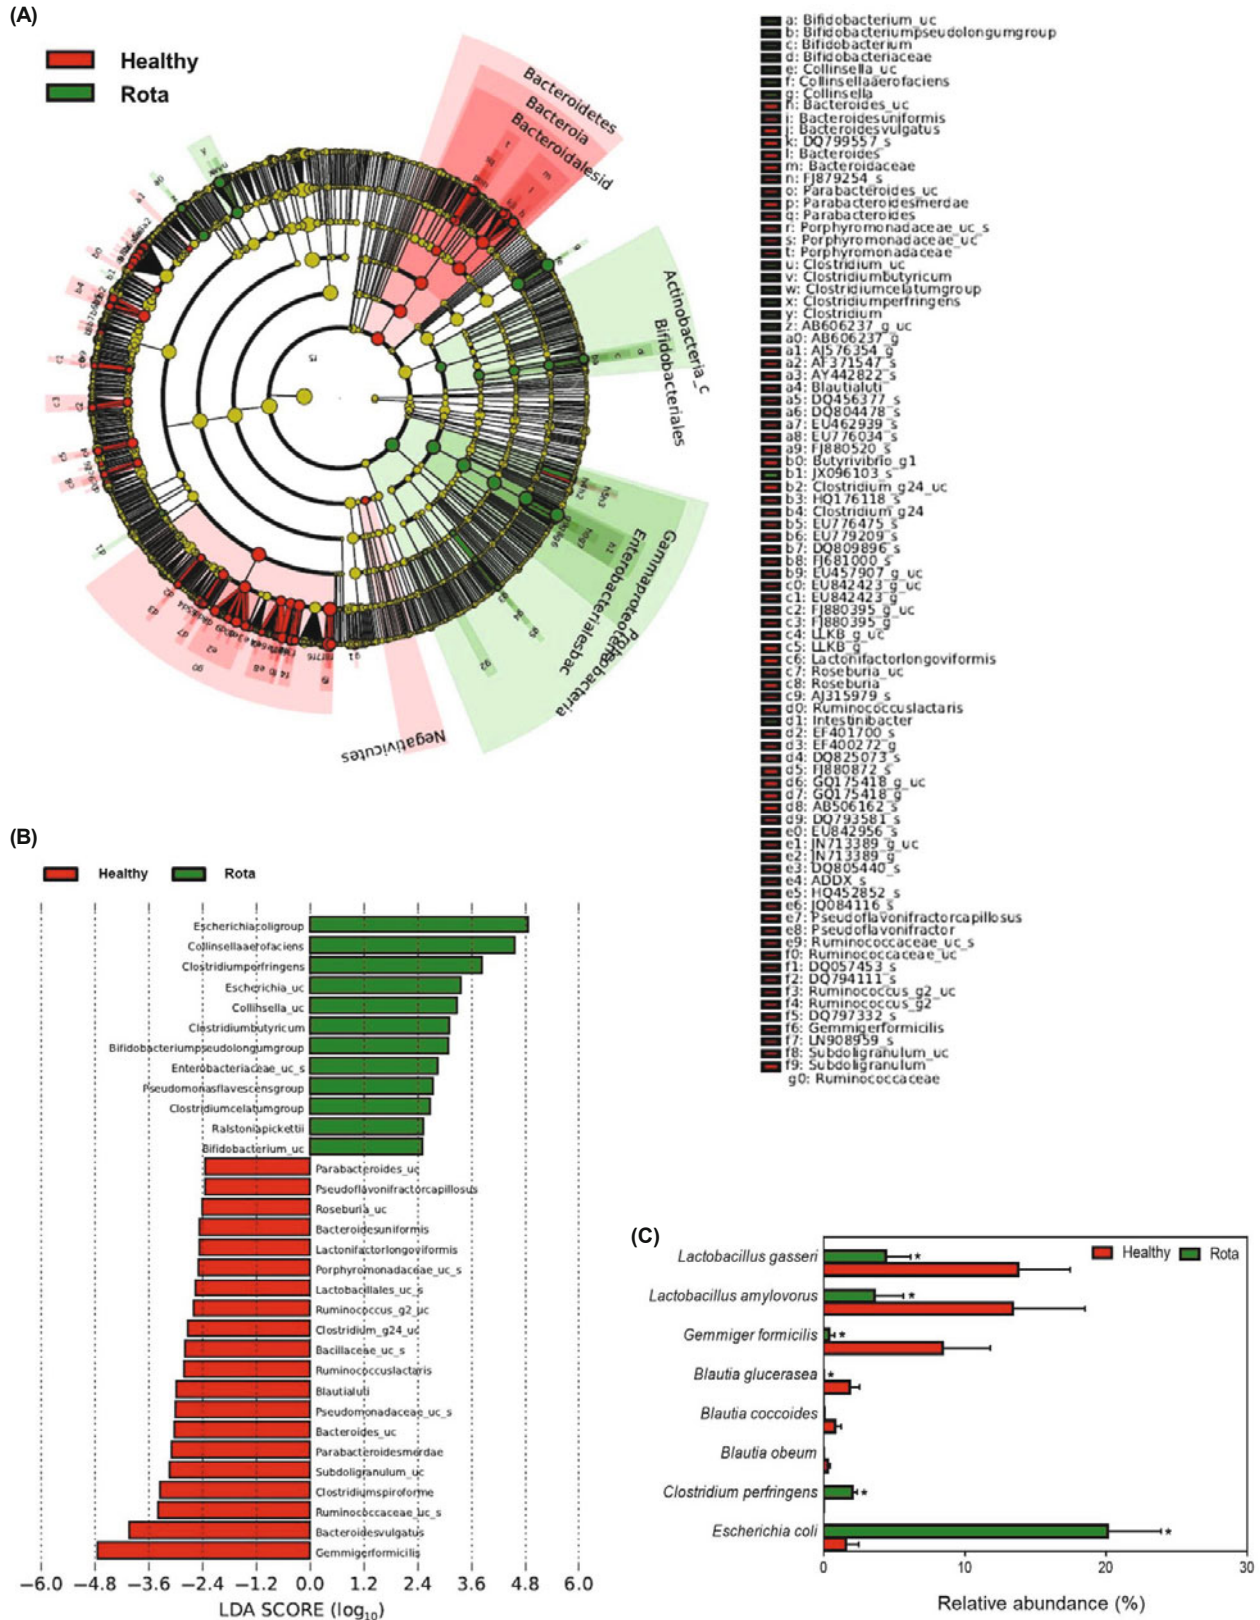 (A)
Healthy
Rota
Bacteroidetes
Bacteroia
Bacteroidalesid
Actinobacteria_c
Bifidobacteriales
Gammaproteobacteria
Enterobacterialesbac
Negativicutes
a: Bifidobacterium_uc
b: Bifidobacteriumpseudolongumgroup
c: Bifidobacterium
d: Bifidobacteriaceae
e: Collinsella_uc
f: Collinsellaaerofaciens
g: Collinsella
h: Bacteroides_uc
i: Bacteroidesuniformis
j: Bacteroidesvulgatus
k: DQ799557_s
l: Bacteroides
m: Bacteroidaceae
n: FJ879254_s
o: Parabacteroides_uc
p: Parabacteroidesmerdae
q: Parabacteroides
r: Porphyromonadaceae_uc_s
s: Porphyromonadaceae_uc
t: Porphyromonadaceae
u: Clostridium_uc
v: Clostridiumbutyricum
w: Clostridiumcelatumgroup
x: Clostridiumperfringens
y: Clostridium
z: AB606237_g_uc
a0: AB606237_g
a1: AJ576354_g
a2: AF371547_s
a3: AY442822_s
a4: Blautialuti
a5: DQ456377_s
a6: DQ804478_s
a7: EU462939_s
a8: EU776034_s
a9: FJ880520_s
b0: Butyrivibrio_g1
b1: JX096103_s
b2: Clostridium_g24_uc
b3: HQ176118_s
b4: Clostridium_g24
b5: EU776475_s
b6: EU779209_s
b7: DQ809896_s
b8: FJ681000_s
b9: EU457907_g_uc
c0: EU842423_g_uc
c1: EU842423_g
c2: FJ880395_g_uc
c3: FJ880395_g
c4: LLKB_g_uc
c5: LLKB_g
c6: Lactonifactorlongoviformis
c7: Roseburia_uc
c8: Roseburia
c9: AJ315979_s
d0: Ruminococcuslactaris
d1: Intestinibacter
d2: EF401700_s
d3: EF400272_g
d4: DQ825073_s
d5: FJ880872_s
d6: GQ175418_g_uc
d7: GQ175418_g
d8: AB506162_s
d9: DQ793581_s
e0: EU842956_s
e1: JN713389_g_uc
e2: JN713389_g
e3: DQ805440_s
e4: ADDX_s
e5: HQ452852_s
e6: JQ084116_s
e7: Pseudoflavonifractorcapillosus
e8: Pseudoflavonifractor
e9: Ruminococcaceae_uc_s
f0: Ruminococcaceae_uc
f1: DQ057453_s
f2: DQ794111_s
f3: Ruminococcus_g2_uc
f4: Ruminococcus_g2
f5: DQ797332_s
f6: Gemmigerformicilis
f7: LN908959_s
f8: Subdoligranulum_uc
f9: Subdoligranulum
g0: Ruminococcaceae
(B)
Healthy
Rota
Escherichiacoligroup
Collinsellaaerofaciens
Clostridiumporfringens
Escherichia_uc
Collihsella_uc
Clostridiumbutyricum
Bifidobacteriumpseudolongumgroup
Enterobacteriaceae_uc_s
Pseudomonasflavescensgroup
Clostridiumcelatumgroup
Ralstoniapickettii
Bifidobacterium_uc
Parabacteroides_uc
Pseudoflavonifractorcapillosus
Roseburia_uc
Bacteroidesuniformis
Lactonifactorlongoviformis
Porphyromonadaceae_uc_s
Lactobacillales_uc_s
Ruminococcus_g2_uc
Clostridium_g24_uc
Bacillaceae_uc_s
Ruminococcuslactaris
Blautialuti
Pseudomonadaceae_uc_s
Bacteroides_uc
Parabacteroidesmerdae
Subdoligranulum_uc
Clostridiumspiroforme
Ruminococcaceae_uc_s
Bacteroidesvulgatus
Gemmigerformicilis
−6.0 −4.8 −3.6 −2.4 −1.2 0.0 1.2 2.4 3.6 4.8 6.0
LDA SCORE (log10)
(C)
Healthy Rota
Lactobacillus gasseri *
Lactobacillus amylovorus *
Gemmiger formicilis *
Blautia glucerasea *
Blautia coccoides
Blautia obeum
Clostridium perfringens *
Escherichia coli *
0 10 20 30
Relative abundance (%)